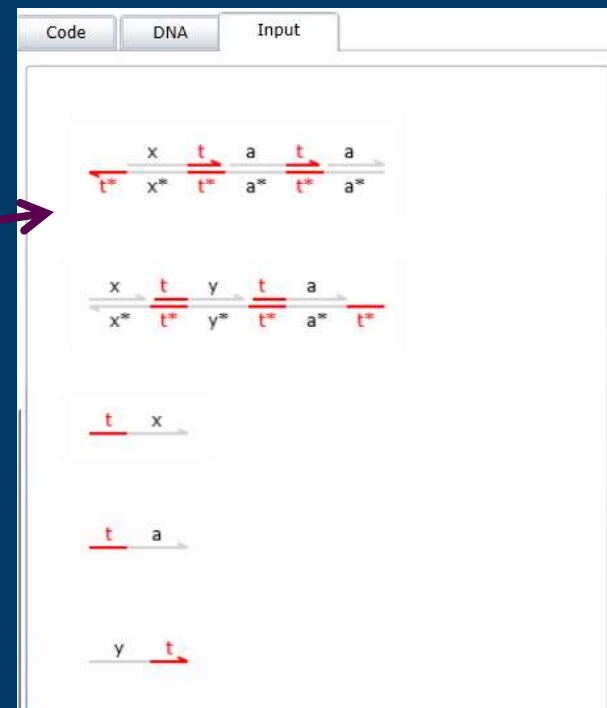 Code DNA Input
x t a t a
t* x* t* a* t* a*
x t y t a
x* t* y* t* a* t*
t x
t a
y t